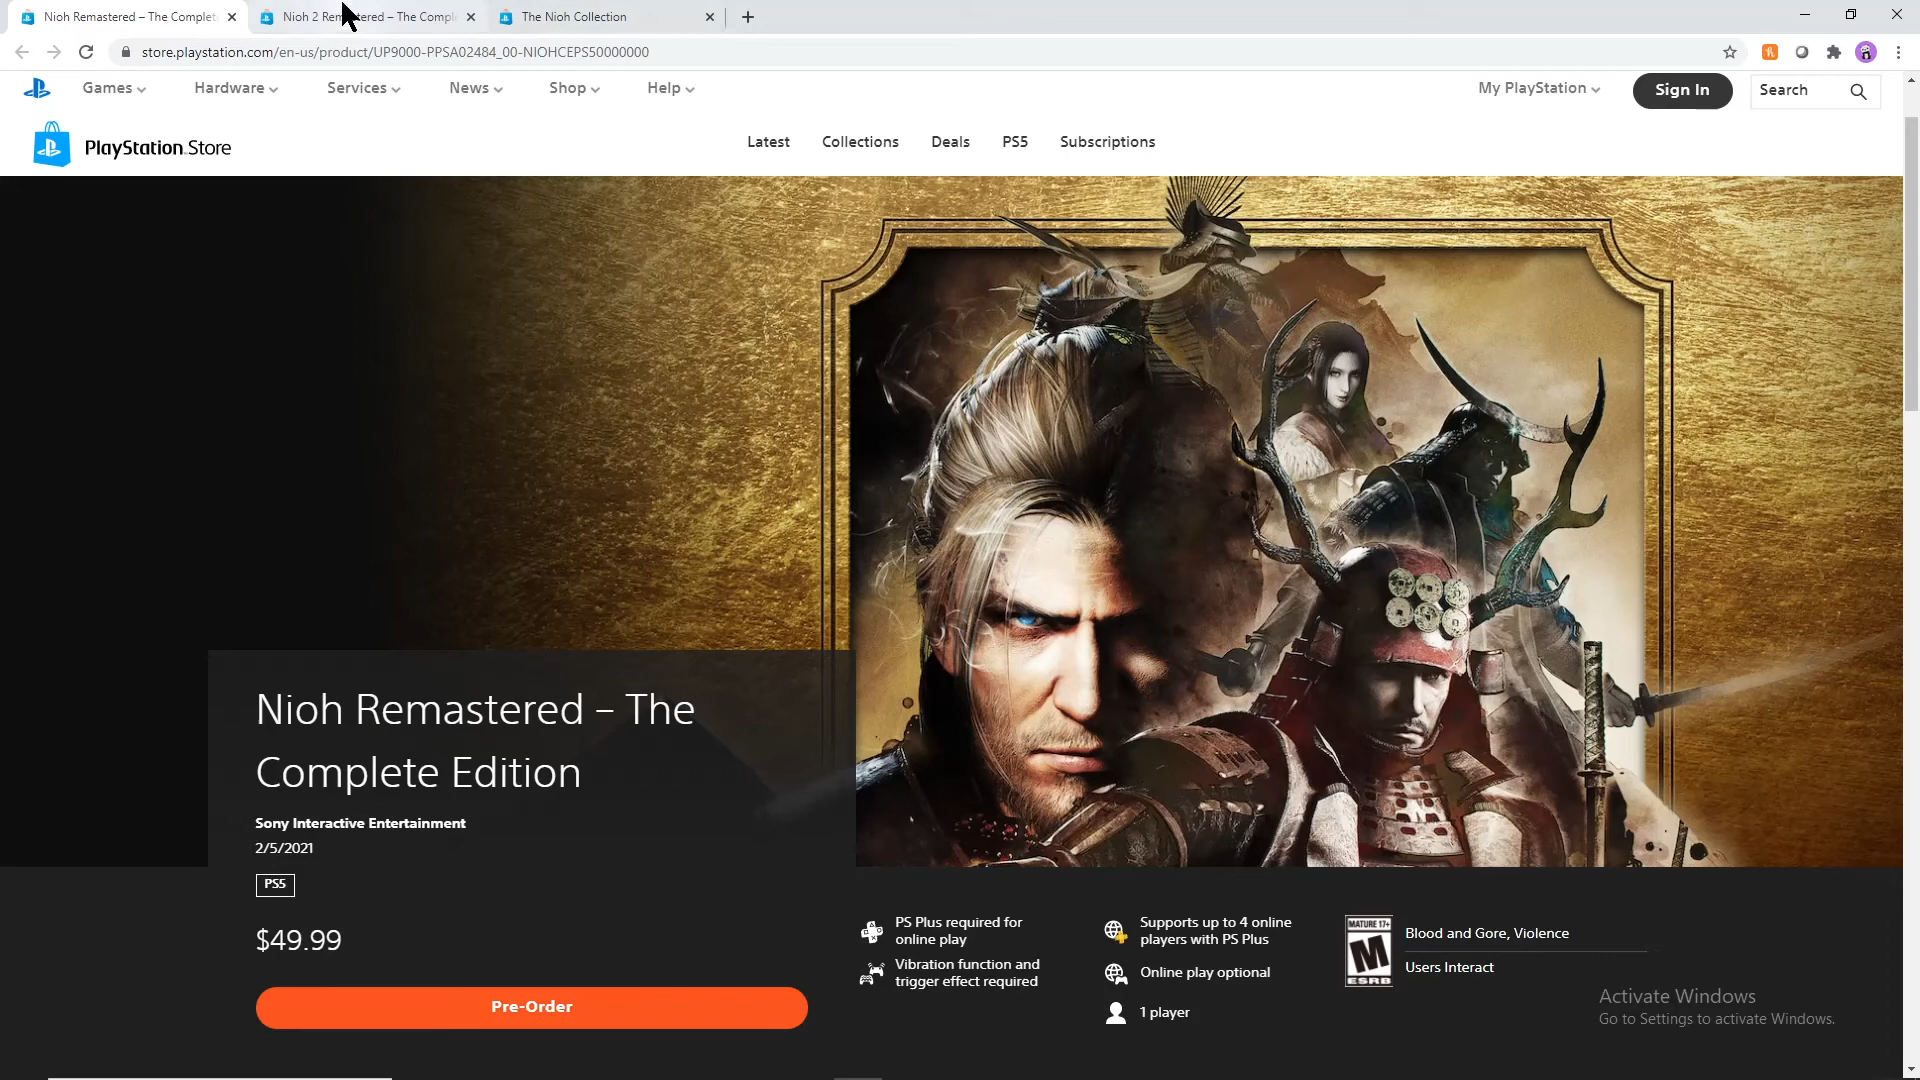 Nioh Remastered – The Complet
Nioh 2 Re tered – The Compl
The Nioh Collection
store.playstation.com/en-us/product/UP9000-PPSA02484_00-NIOHCEPS50000000
Games
Hardware
Services
News
Shop
Help
My PlayStation
Sign In
Search
PlayStation Store
Latest
Collections
Deals
PS5
Subscriptions
Nioh Remastered – The
Complete Edition
Sony Interactive Entertainment
2/5/2021
PS5
$49.99
Pre-Order
PS Plus required for
online play
Vibration function and
trigger effect required
Supports up to 4 online
players with PS Plus
Online play optional
1 player
MATURE 17+
M
ESRB
Blood and Gore, Violence
Users Interact
Activate Windows
Go to Settings to activate Windows.